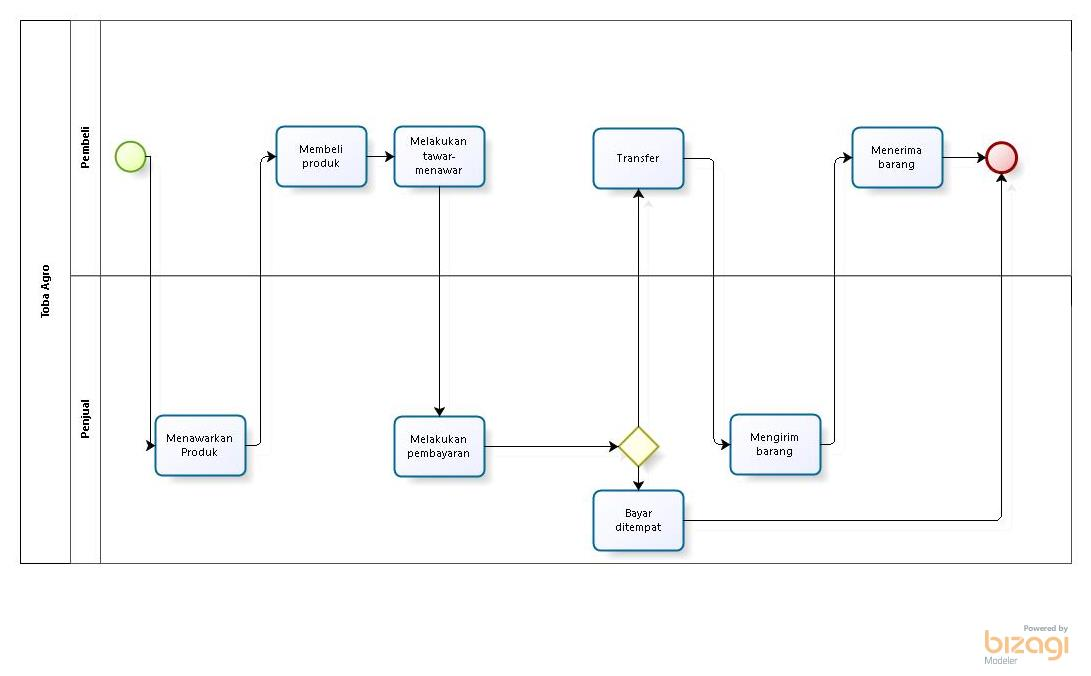 Toba Agro
Pembeli
Penjual
Membeli
produk
Melakukan
tawar-
menawar
Transfer
Menerima
barang
Menawarkan
Produk
Melakukan
pembayaran
Mengirim
barang
Bayar
ditempat
Powered by
bizagi
Modeler